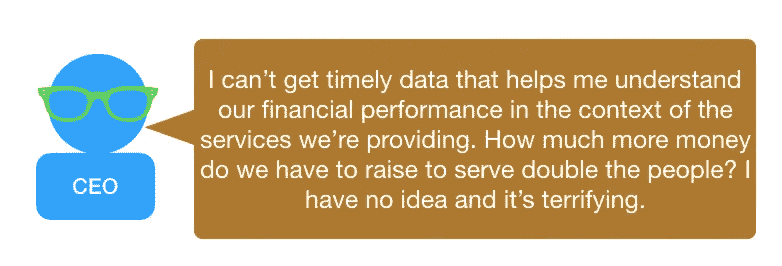 CEO
I can’t get timely data that helps me understand
our financial performance in the context of the
services we’re providing. How much more money
do we have to raise to serve double the people? I
have no idea and it’s terrifying.